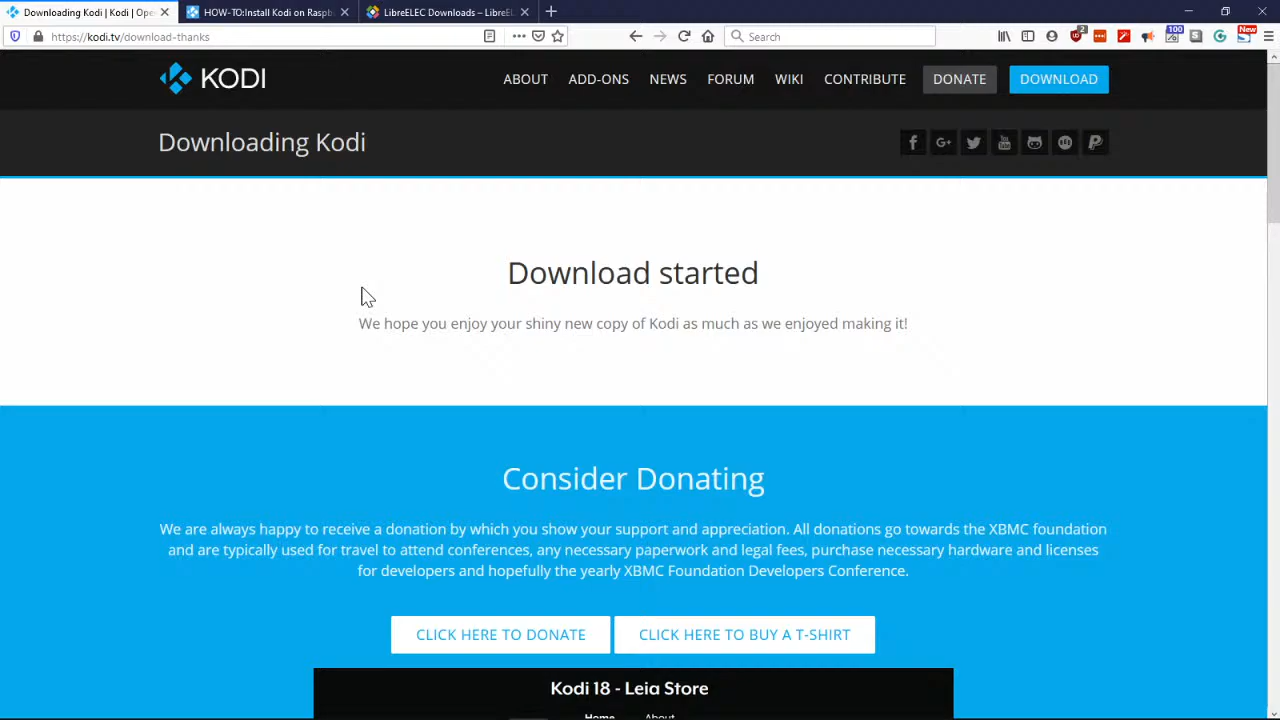 Downloading Kodi | Kodi | Ope
HOW-TO:Install Kodi on Raspb
LibreELEC Downloads – LibreEL
https://kodi.tv/download-thanks
Search
2
100
New
KODI
ABOUT
ADD-ONS
NEWS
FORUM
WIKI
CONTRIBUTE
DONATE
DOWNLOAD
Downloading Kodi
Download started
We hope you enjoy your shiny new copy of Kodi as much as we enjoyed making it!
Consider Donating
We are always happy to receive a donation by which you show your support and appreciation. All donations go towards the XBMC foundation
and are typically used for travel to attend conferences, any necessary paperwork and legal fees, purchase necessary hardware and licenses
for developers and hopefully the yearly XBMC Foundation Developers Conference.
CLICK HERE TO DONATE
CLICK HERE TO BUY A T-SHIRT
Kodi 18 - Leia Store
Home
About